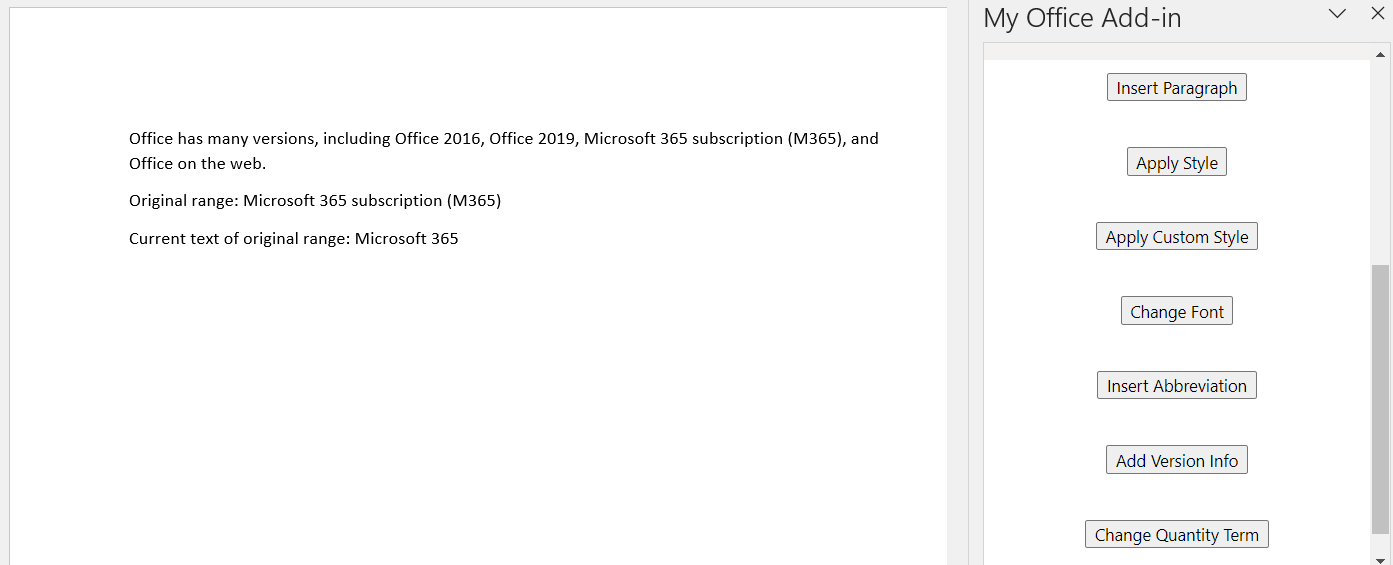 My Office Add-in
Office has many versions, including Office 2016, Office 2019, Microsoft 365 subscription (M365), and
Office on the web.
Original range: Microsoft 365 subscription (M365)
Current text of original range: Microsoft 365
Insert Paragraph
Apply Style
Apply Custom Style
Change Font
Insert Abbreviation
Add Version Info
Change Quantity Term